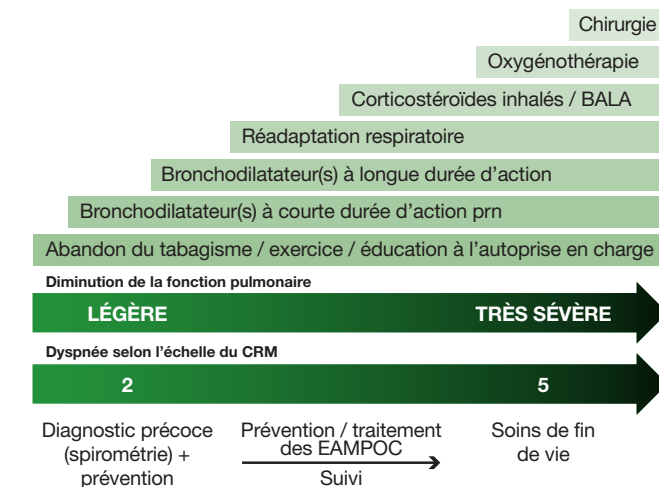 Chirurgie
Oxygénothérapie
Corticostéroïdes inhalés / BALA
Réadaptation respiratoire
Bronchodilatateur(s) à longue durée d’action
Bronchodilatateur(s) à courte durée d’action prn
Abandon du tabagisme / exercice / éducation à l’autoprise en charge
Diminution de la fonction pulmonaire
LÉGÈRE TRÈS SÉVÈRE
Dyspnée selon l’échelle du CRM
2 5
Diagnostic précoce
(spirométrie) +
prévention
Prévention / traitement
des EAMPOC
Suivi
Soins de fin
de vie